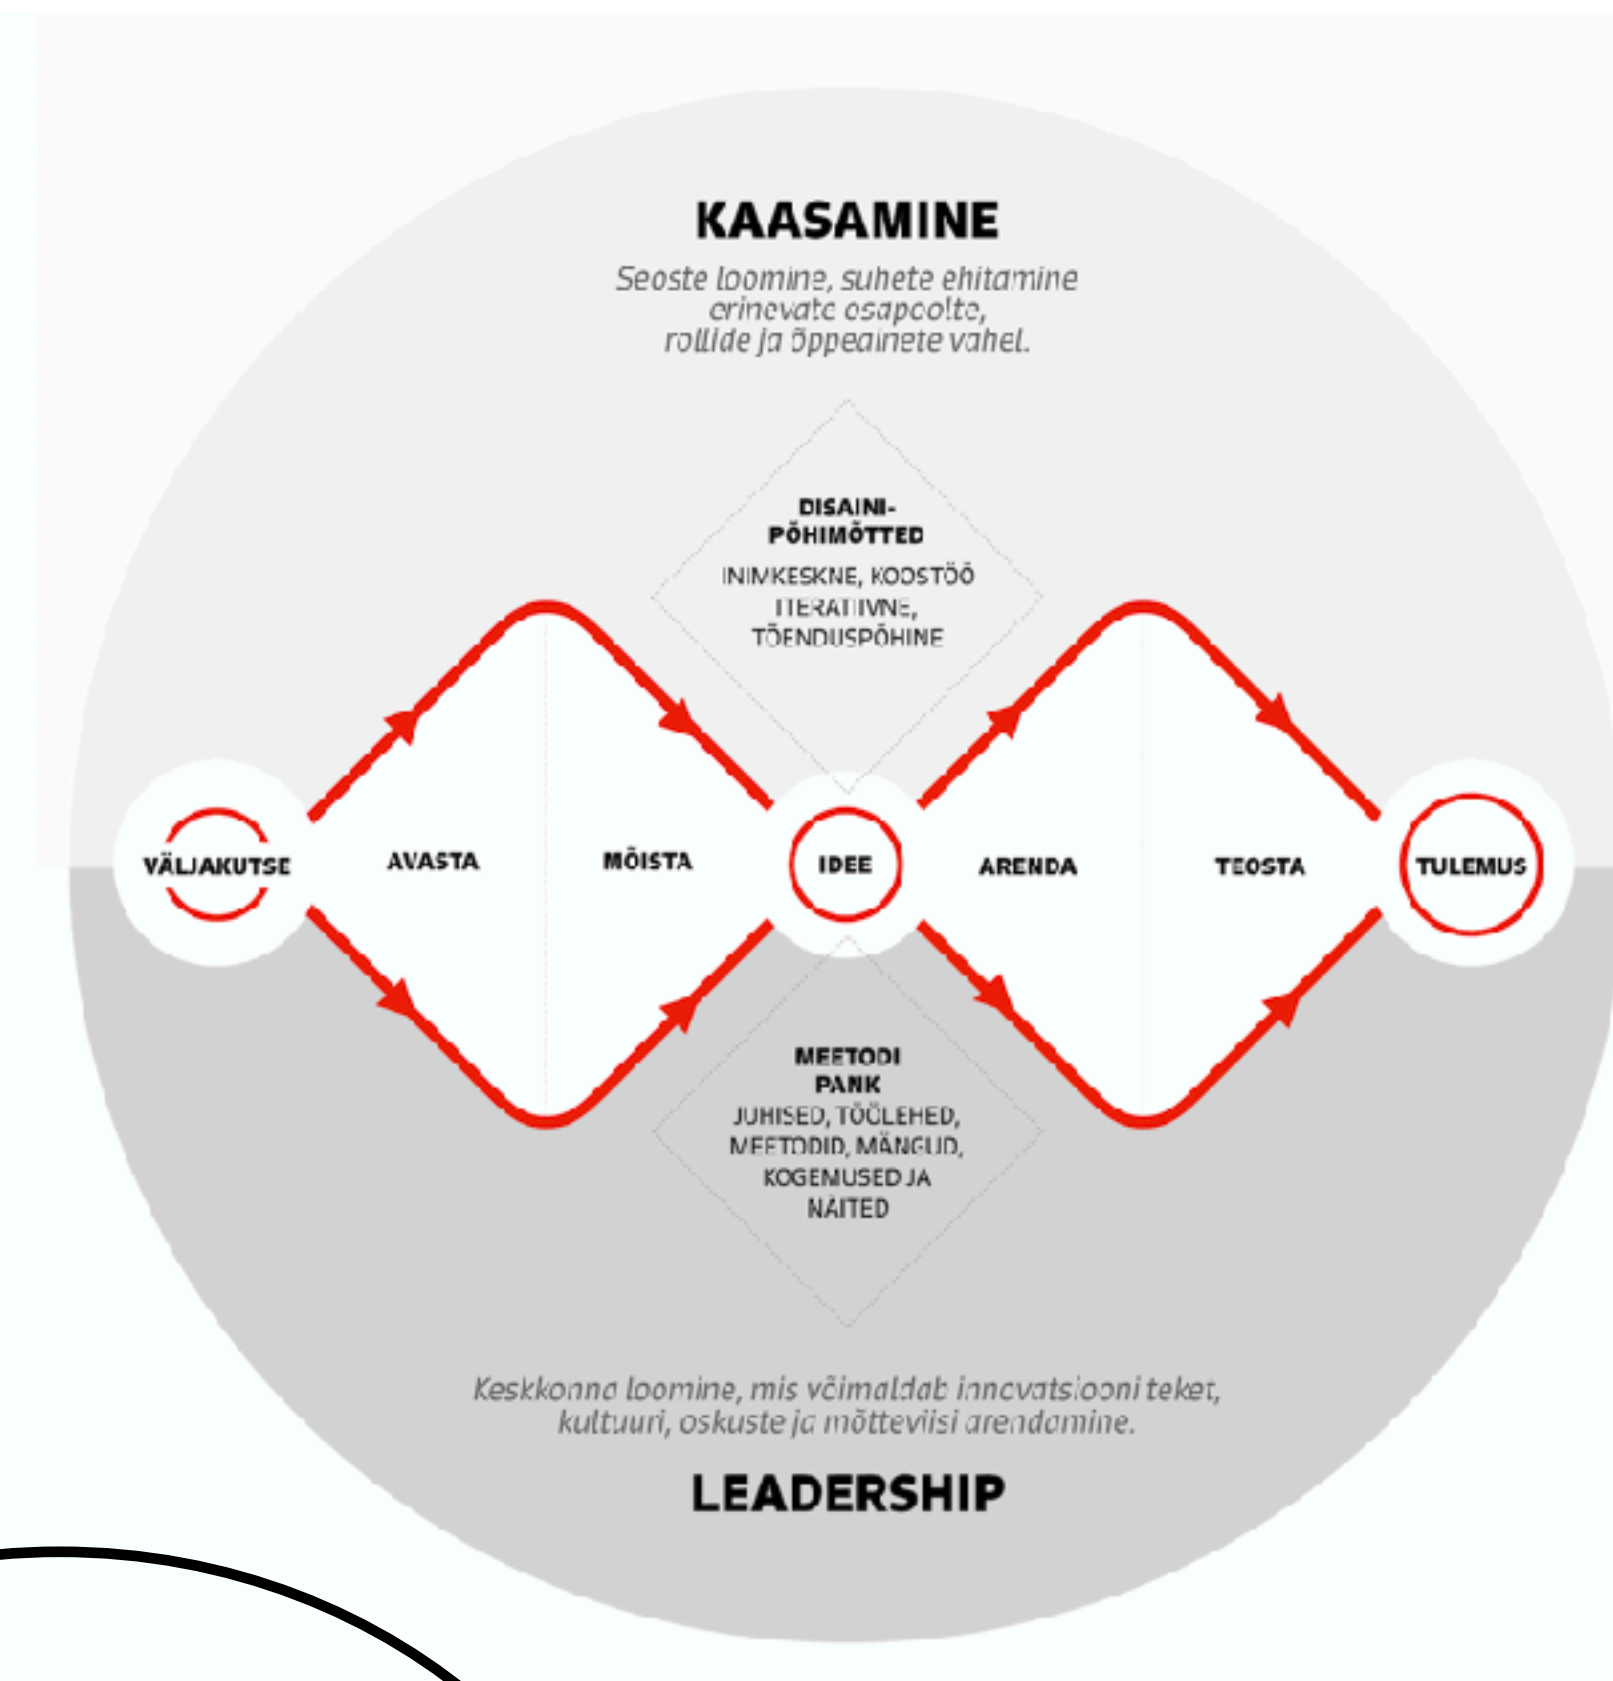 KAASAMINE
Seoste loomine, suhete ehitamine
erinevate osapoolte,
rollide ja õppeainete vahel.
DISAINI-
PÕHIMÕTTED
INIMKESKNE, KOOSTÖÖ
ITERATIIVNE,
TÕENDUSPÕHINE
VÄLJAKUTSE
AVASTA
MÕISTA
IDEE
ARENDA
TEOSTA
TULEMUS
MEETODI
PANK
JUHISED, TÖÖLEHED,
MEETODID, MÄNGUD,
KOGEMUSED JA
NÄITED
Keskkonna loomine, mis võimaldab innovatsiooni teket,
kultuuri, oskuste ja mõtteviisi arendamine.
LEADERSHIP